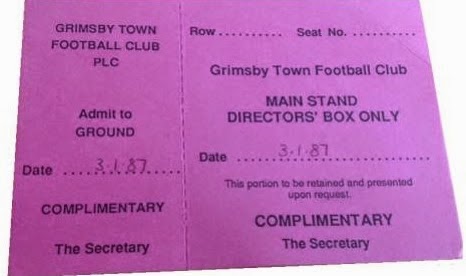 GRIMSBY TOWN
FOOTBALL CLUB
PLC
Admit to
GROUND
Date ....3.1.87....
COMPLIMENTARY
The Secretary
Row .......... Seat No. ..........
Grimsby Town Football Club
MAIN STAND
DIRECTORS' BOX ONLY
Date ..........3.1.87..........
This portion to be retained and presented
upon request.
COMPLIMENTARY
The Secretary